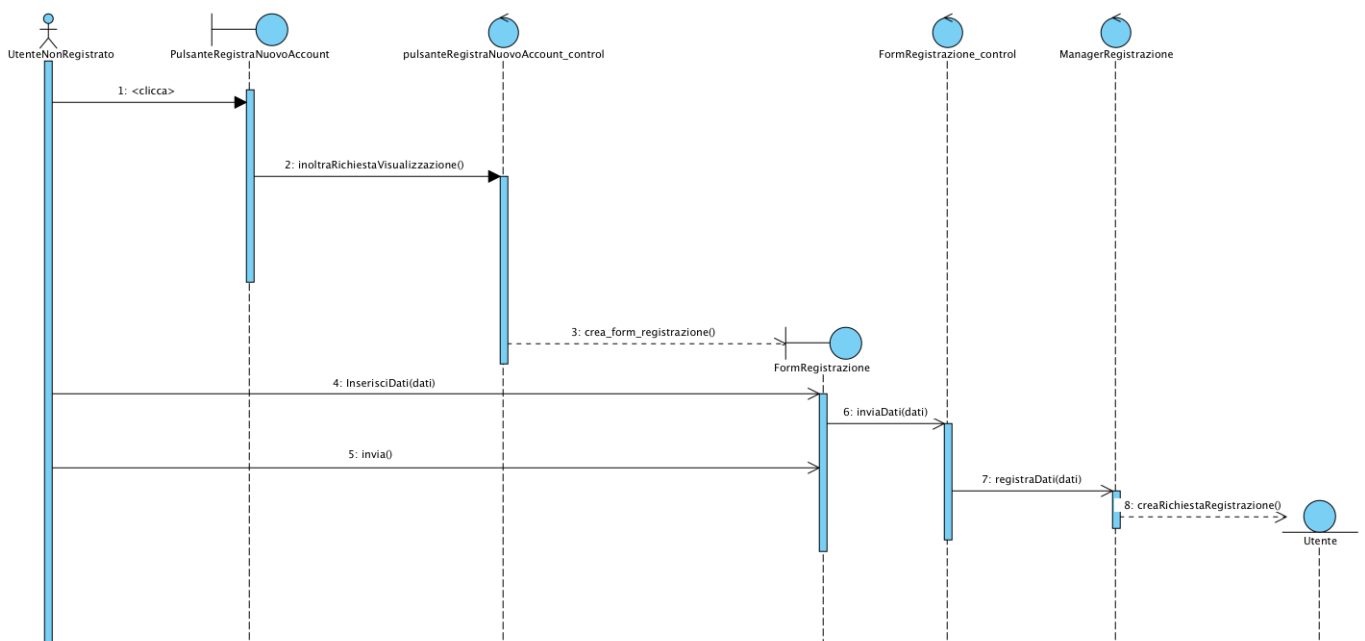 UtenteNonRegistrato
PulsanteRegistraNuovoAccount
pulsanteRegistraNuovoAccount_control
FormRegistrazione_control
ManagerRegistrazione
1: <clicca>
2: inoltraRichiestaVisualizzazione()
3: crea_form_registrazione()
FormRegistrazione
4: InserisciDati(dati)
6: inviaDati(dati)
5: invia()
7: registraDati(dati)
8: creaRichiestaRegistrazione()
Utente